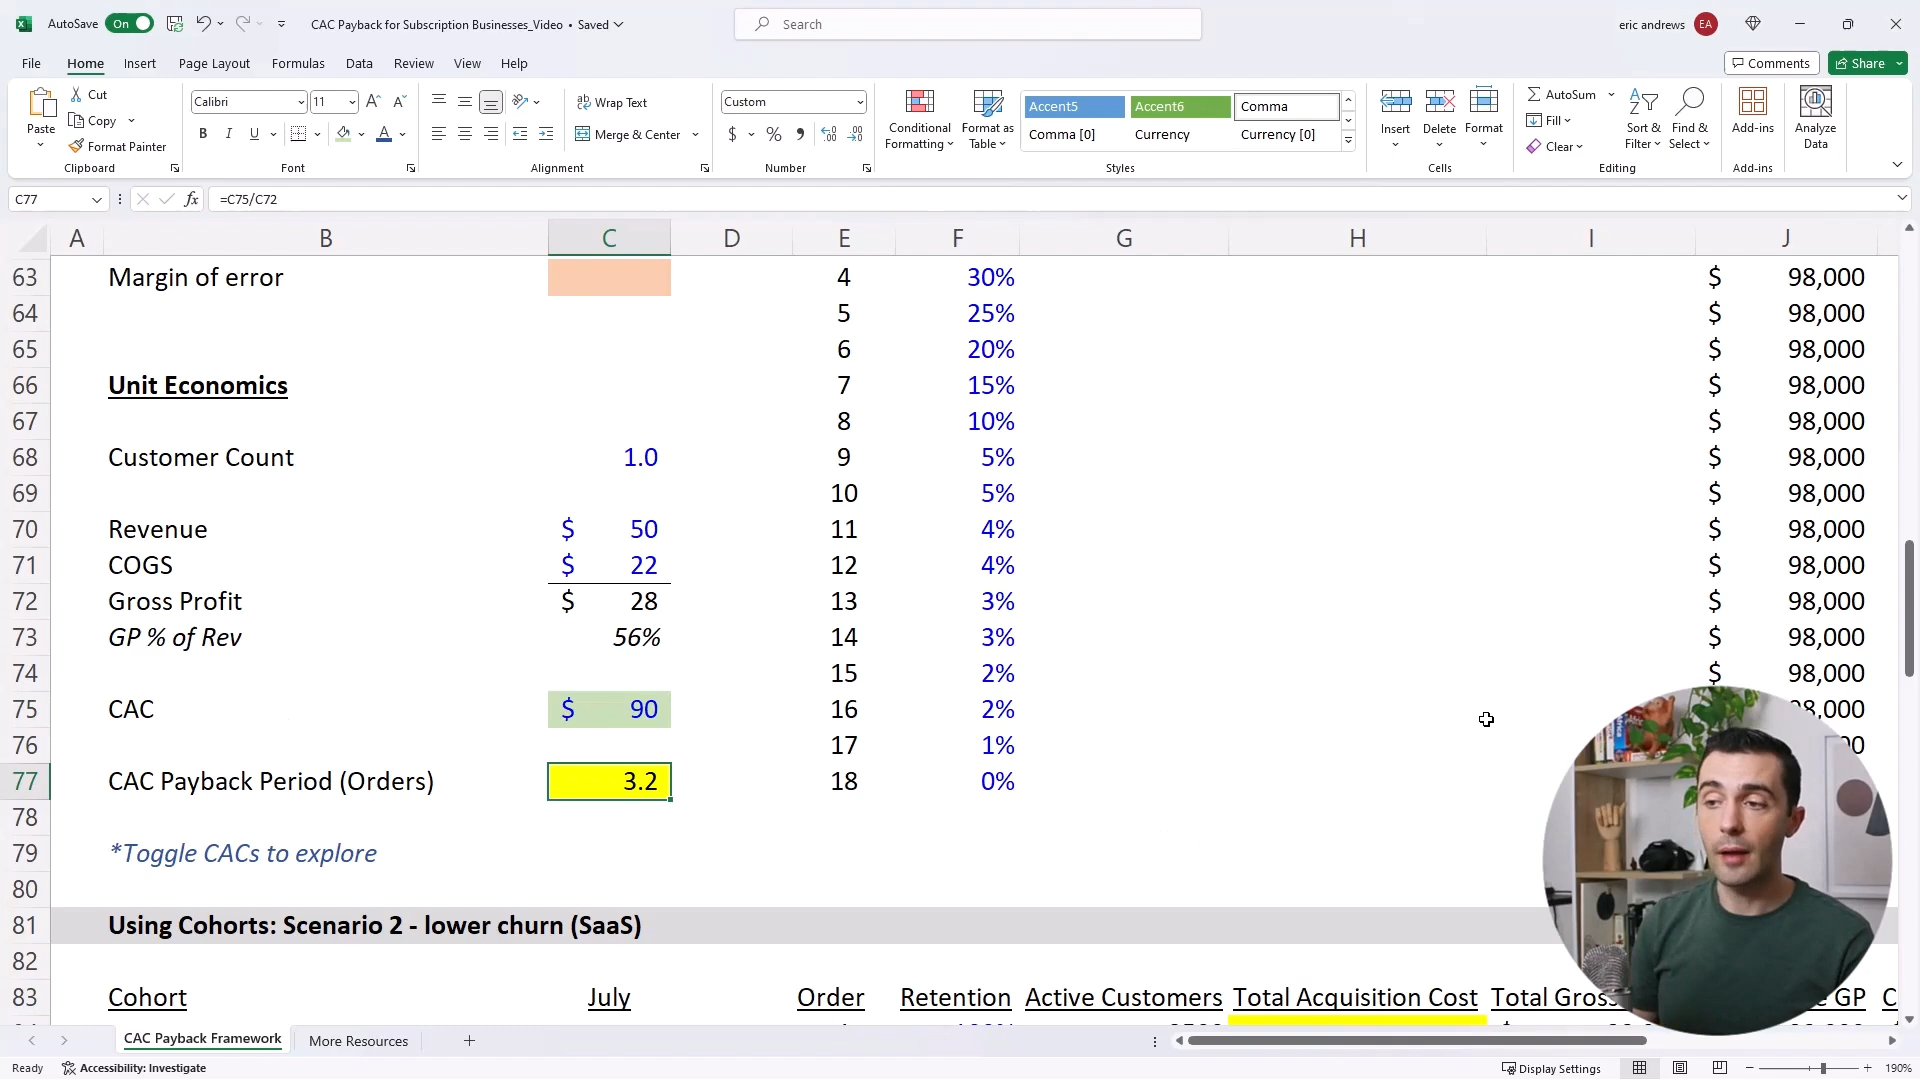 AutoSave On CAC Payback for Subscription Businesses_Video • Saved Search eric andrews EA
File Home Insert Page Layout Formulas Data Review View Help Comments Share
Paste Cut Copy Format Painter Clipboard
Calibri 11 B I U A Font
Wrap Text Merge & Center Alignment
Custom $ % , Number
Conditional Formatting Format as Table Accent5 Accent6 Comma Comma [0] Currency Currency [0] Styles
Insert Delete Format Cells
AutoSum Fill Clear Sort & Filter Find & Select Editing
Add-ins Add-ins
Analyze Data
C77 fx =C75/C72
A B C D E F G H I J
63 Margin of error 4 30% $ 98,000
64 5 25% $ 98,000
65 6 20% $ 98,000
66 Unit Economics 7 15% $ 98,000
67 8 10% $ 98,000
68 Customer Count 1.0 9 5% $ 98,000
69 10 5% $ 98,000
70 Revenue $ 50 11 4% $ 98,000
71 COGS $ 22 12 4% $ 98,000
72 Gross Profit $ 28 13 3% $ 98,000
73 GP % of Rev 56% 14 3% $ 98,000
74 15 2% $ 98,000
75 CAC $ 90 16 2%
76 17 1%
77 CAC Payback Period (Orders) 3.2 18 0%
78
79 *Toggle CACs to explore
80
81 Using Cohorts: Scenario 2 - lower churn (SaaS)
82
83 Cohort July Order Retention Active Customers Total Acquisition Cost Total GP
CAC Payback Framework More Resources
Ready Accessibility: Investigate Display Settings 190%